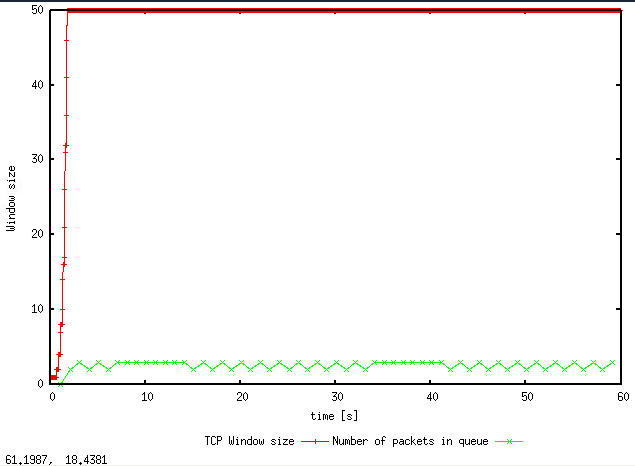 50
40
30
20
10
0
Window size
0 10 20 30 40 50 60
time [s]
TCP Window size Number of packets in queue
61.1987, 18.4381